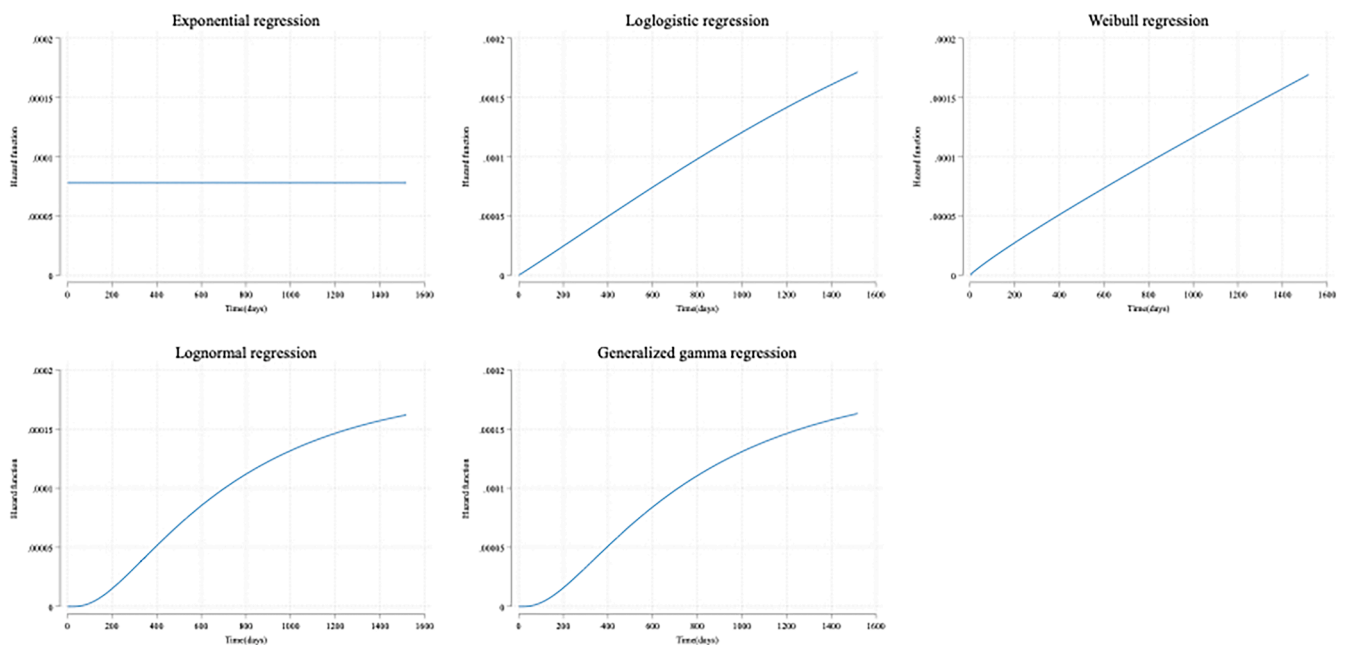 Exponential regression
.0002
.00015
.0001
.00005
0
Hazard function
0 200 400 600 800 1000 1200 1400 1600
Time(days)
Loglogistic regression
.0002
.00015
.0001
.00005
0
Hazard function
0 200 400 600 800 1000 1200 1400 1600
Time(days)
Weibull regression
.0002
.00015
.0001
.00005
0
Hazard function
0 200 400 600 800 1000 1200 1400 1600
Time(days)
Lognormal regression
.0002
.00015
.0001
.00005
0
Hazard function
0 200 400 600 800 1000 1200 1400 1600
Time(days)
Generalized gamma regression
.0002
.00015
.0001
.00005
0
Hazard function
0 200 400 600 800 1000 1200 1400 1600
Time(days)